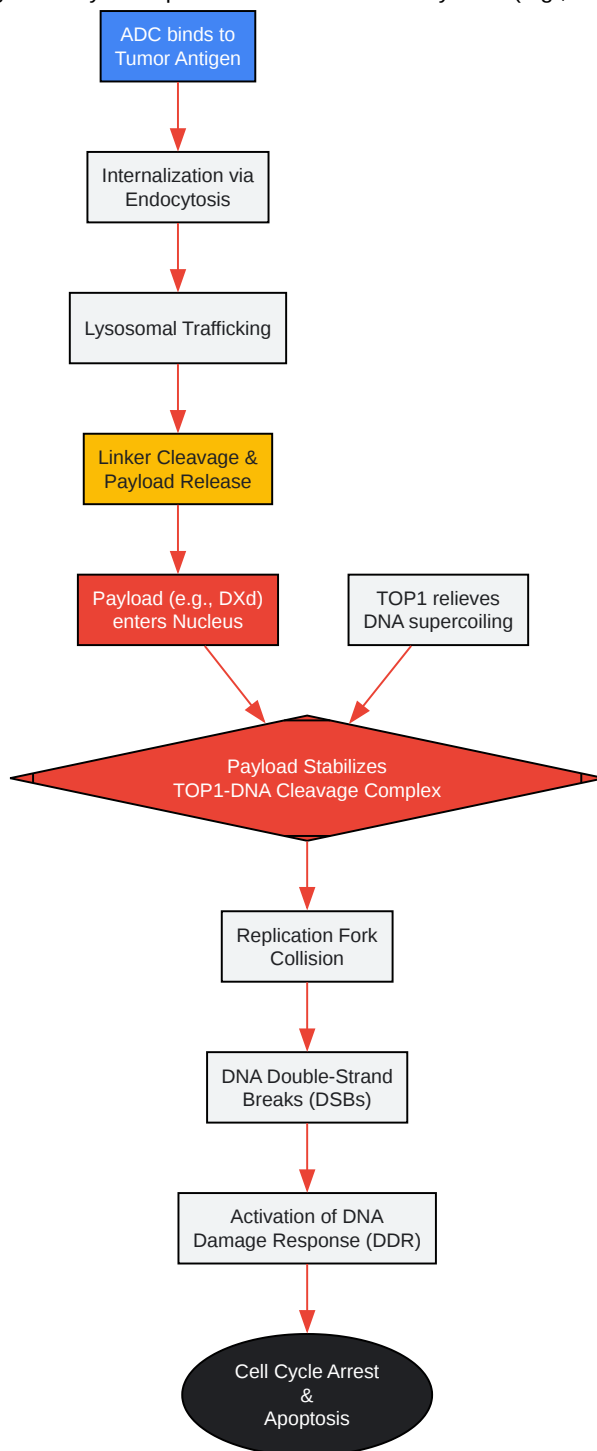 ADC binds to
Tumor Antigen
Internalization via
Endocytosis
Lysosomal Trafficking
Linker Cleavage &
Payload Release
Payload (e.g., DXd)
enters Nucleus
TOP1 relieves
DNA supercoiling
Payload Stabilizes
TOP1-DNA Cleavage Complex
Replication Fork
Collision
DNA Double-Strand
Breaks (DSBs)
Activation of DNA
Damage Response (DDR)
Cell Cycle Arrest
&
Apoptosis